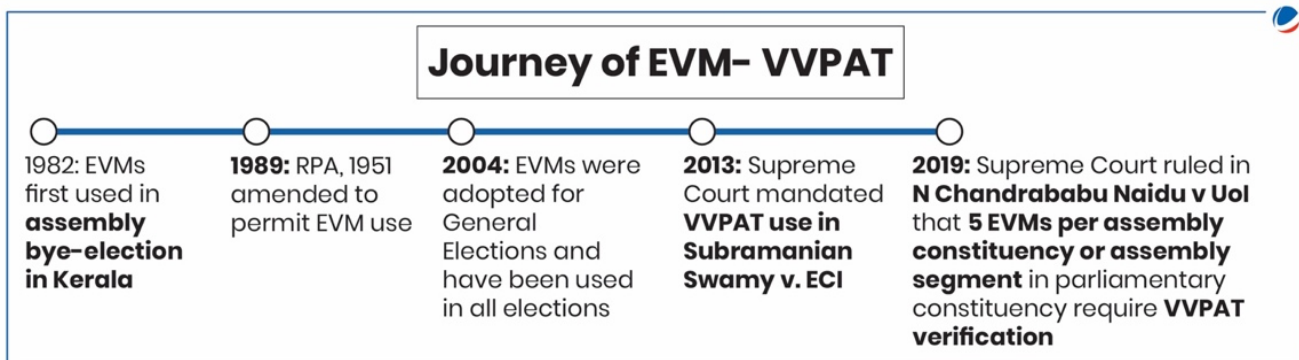 Journey of EVM- VVPAT
1982: EVMs
first used in
assembly
bye-election
in Kerala
1989: RPA, 1951
amended to
permit EVM use
2004: EVMs were
adopted for
General
Elections and
have been used
in all elections
2013: Supreme
Court mandated
VVPAT use in
Subramanian
Swamy v. ECI
2019: Supreme Court ruled in
N Chandrababu Naidu v UoI
that 5 EVMs per assembly
constituency or assembly
segment in parliamentary
constituency require VVPAT
verification